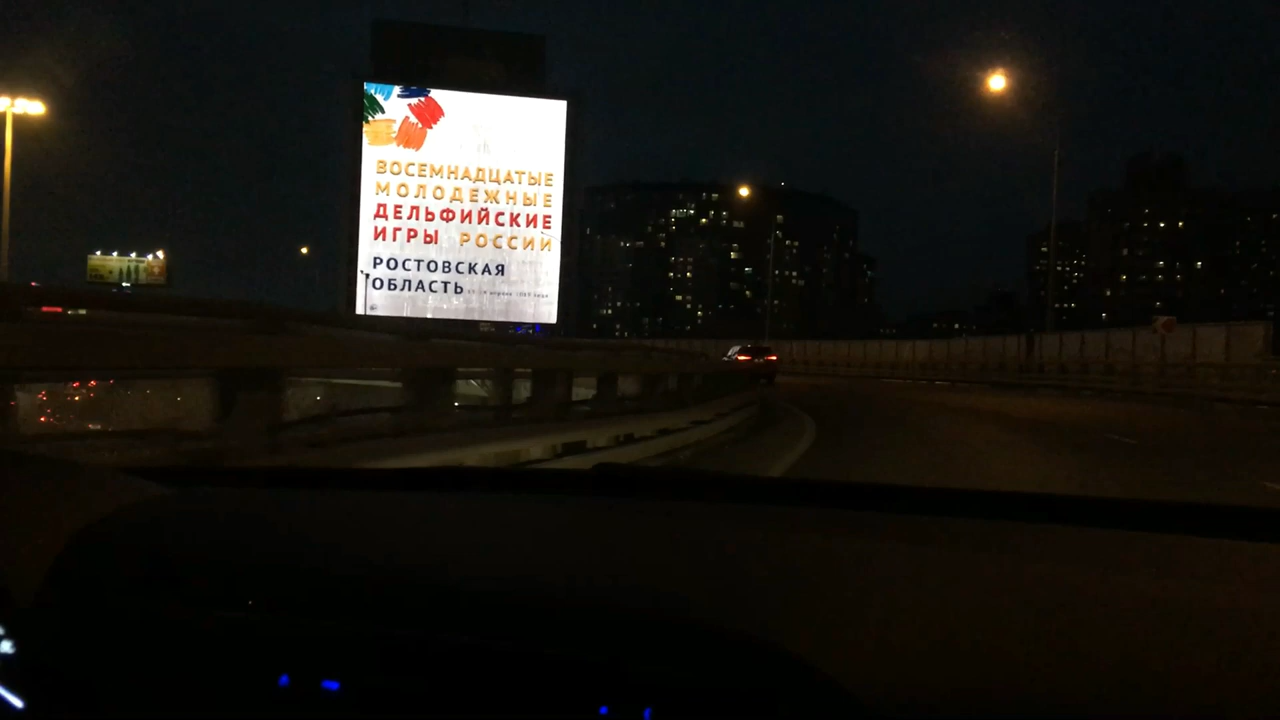 ВОСЕМНАДЦАТЫЕ
МОЛОДЕЖНЫЕ
ДЕЛЬФИЙСКИЕ
ИГРЫ РОССИИ
РОСТОВСКАЯ
ОБЛАСТЬ